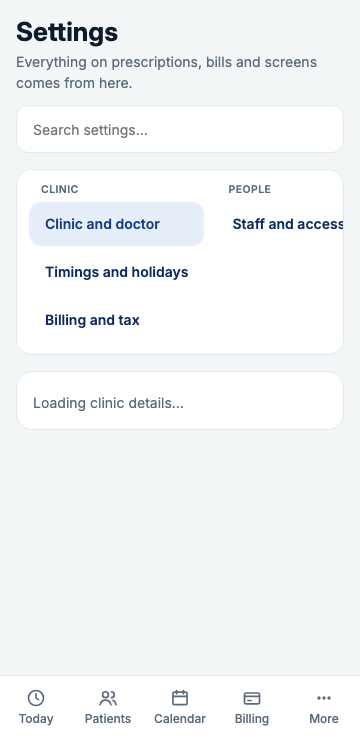 Settings
Everything on prescriptions, bills and screens
comes from here.
Search settings...
CLINIC
Clinic and doctor
Timings and holidays
Billing and tax
PEOPLE
Staff and access
Loading clinic details...
Today
Patients
Calendar
Billing
More